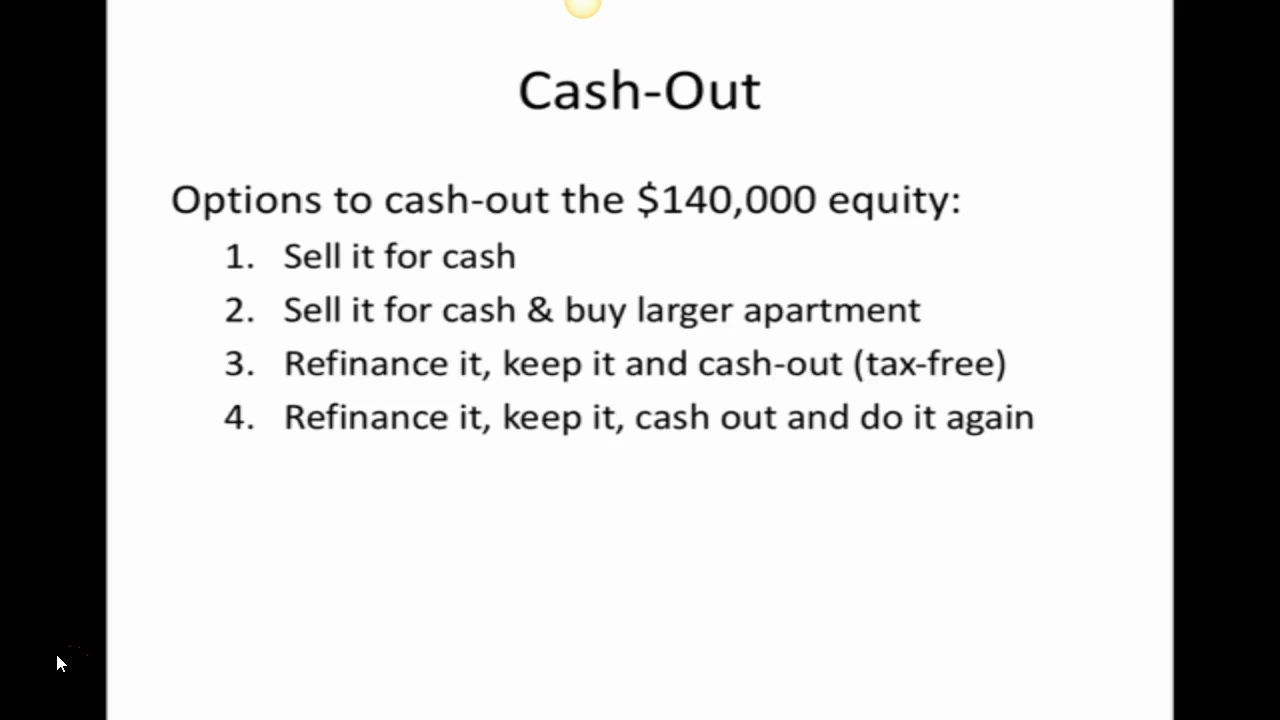 Cash-Out
Options to cash-out the $140,000 equity:
1. Sell it for cash
2. Sell it for cash & buy larger apartment
3. Refinance it, keep it and cash-out (tax-free)
4. Refinance it, keep it, cash out and do it again